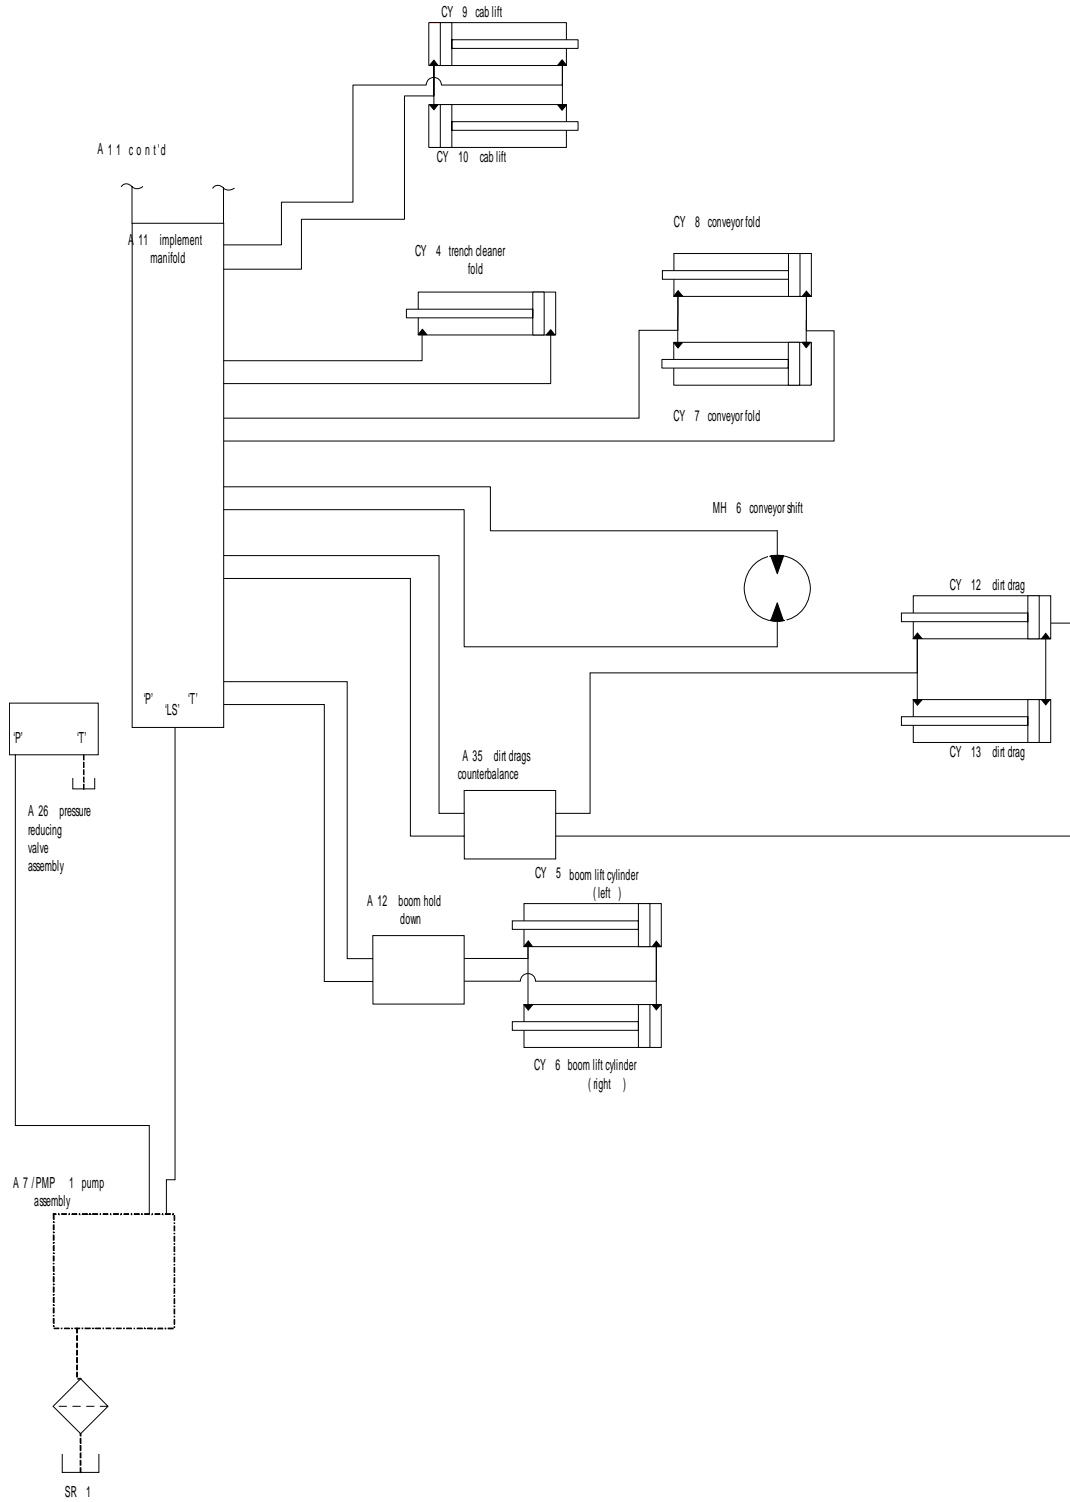 CY 9 cab lift
CY 10 cab lift
A 11 cont'd
A 11 implement
manifold
CY 4 trench cleaner
fold
CY 8 conveyor fold
CY 7 conveyor fold
MH 6 conveyor shift
CY 12 dirt drag
CY 13 dirt drag
'P'
'LS'
'T'
'P'
'T'
A 26 pressure
reducing
valve
assembly
A 35 dirt drags
counterbalance
CY 5 boom lift cylinder
( left )
A 12 boom hold
down
CY 6 boom lift cylinder
( right )
A 7 / PMP 1 pump
assembly
SR 1